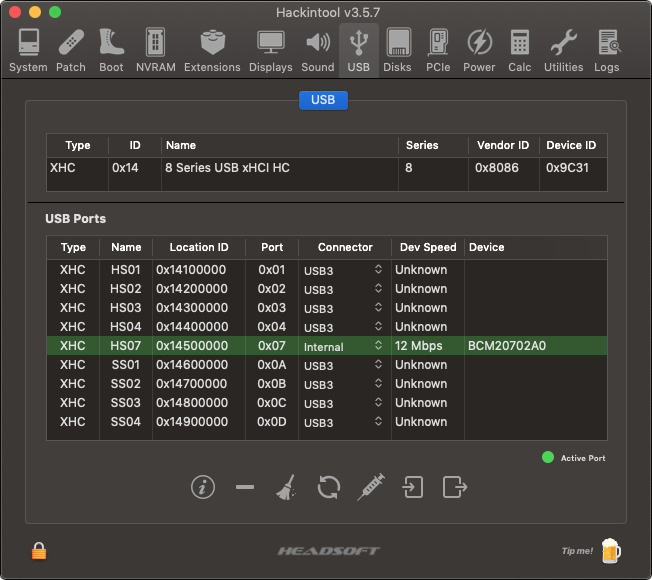 Hackintool v3.5.7
System Patch Boot NVRAM Extensions Displays Sound USB Disks PCIe Power Calc Utilities Logs
USB
Type ID Name Series Vendor ID Device ID
XHC 0x14 8 Series USB xHCI HC 8 0x8086 0x9C31
USB Ports
Type Name Location ID Port Connector Dev Speed Device
XHC HS01 0x14100000 0x01 USB3 Unknown
XHC HS02 0x14200000 0x02 USB3 Unknown
XHC HS03 0x14300000 0x03 USB3 Unknown
XHC HS04 0x14400000 0x04 USB3 Unknown
XHC HS07 0x14500000 0x07 Internal 12 Mbps BCM20702A0
XHC SS01 0x14600000 0x0A USB3 Unknown
XHC SS02 0x14700000 0x0B USB3 Unknown
XHC SS03 0x14800000 0x0C USB3 Unknown
XHC SS04 0x14900000 0x0D USB3 Unknown
Active Port
HEADSOFT
Tip me!